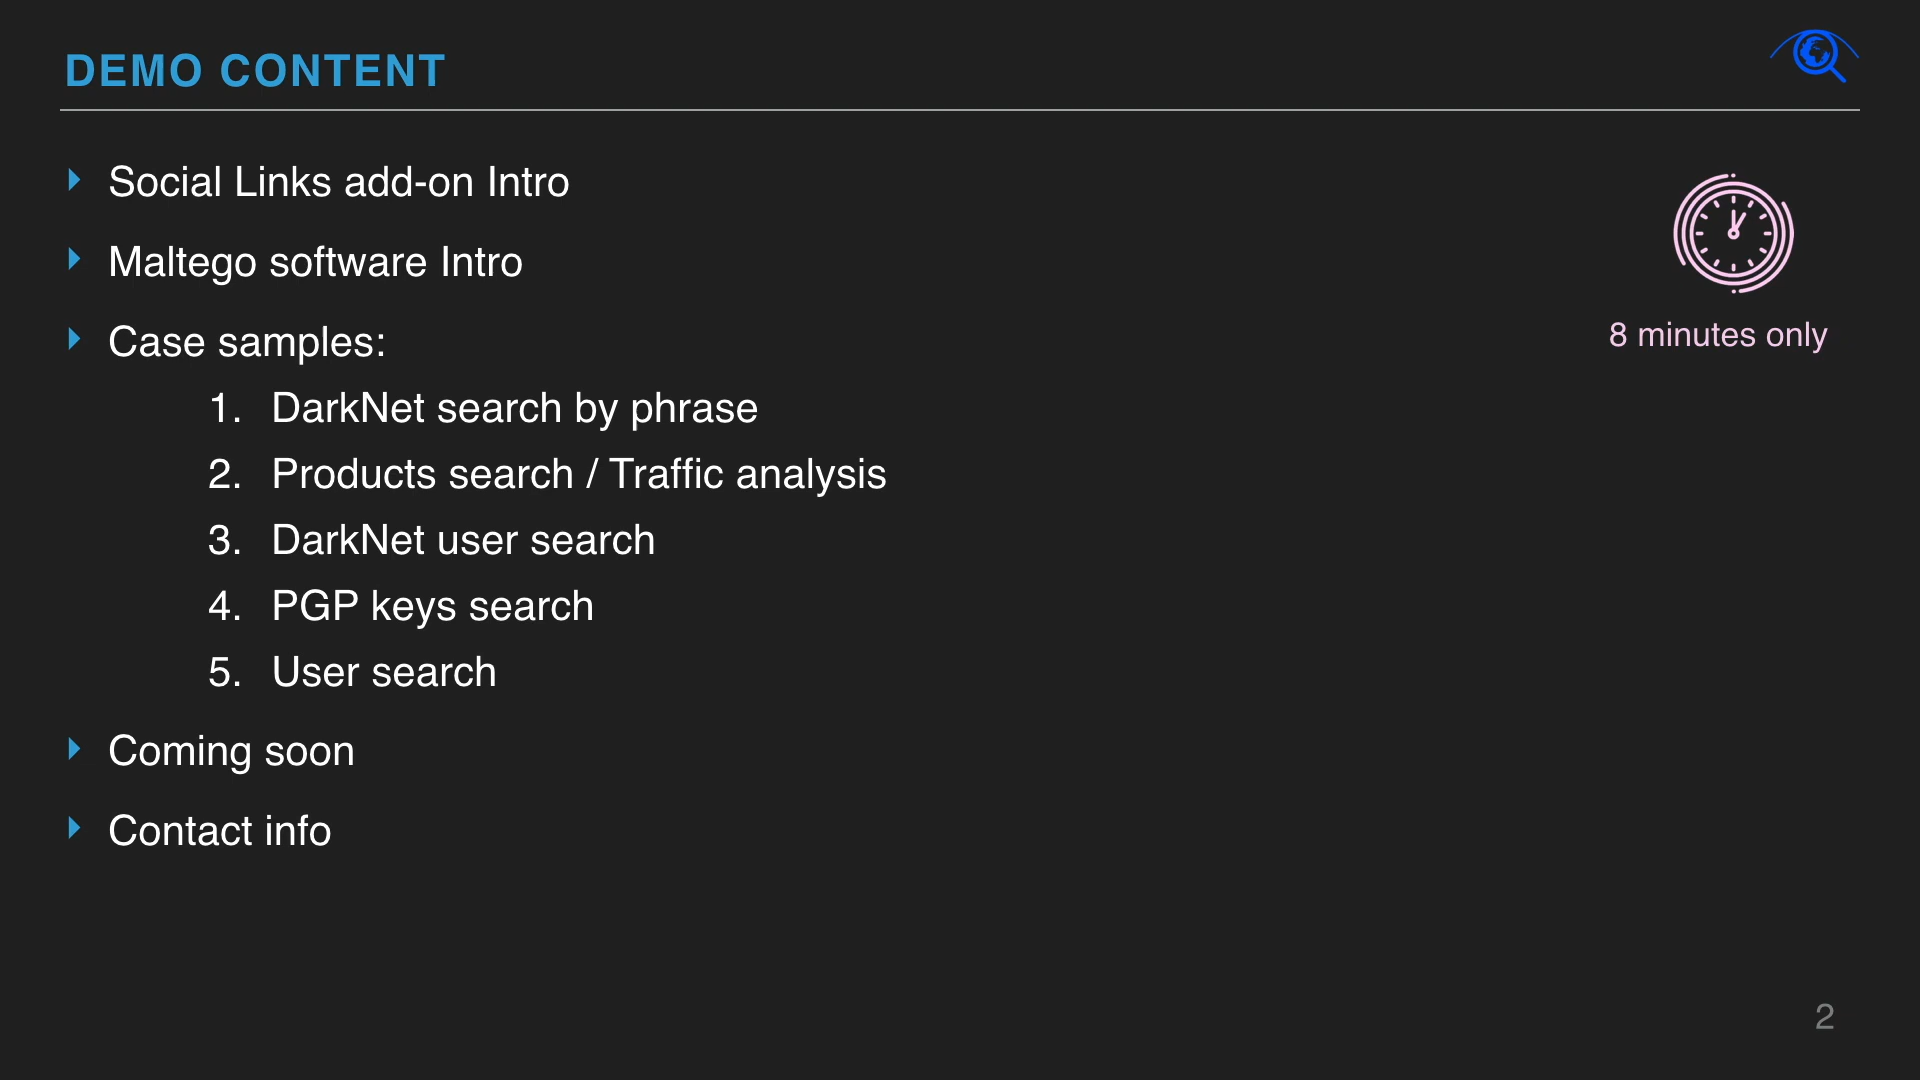 DEMO CONTENT
Social Links add-on Intro
Maltego software Intro
Case samples:
1. DarkNet search by phrase
2. Products search / Traffic analysis
3. DarkNet user search
4. PGP keys search
5. User search
Coming soon
Contact info
8 minutes only
2